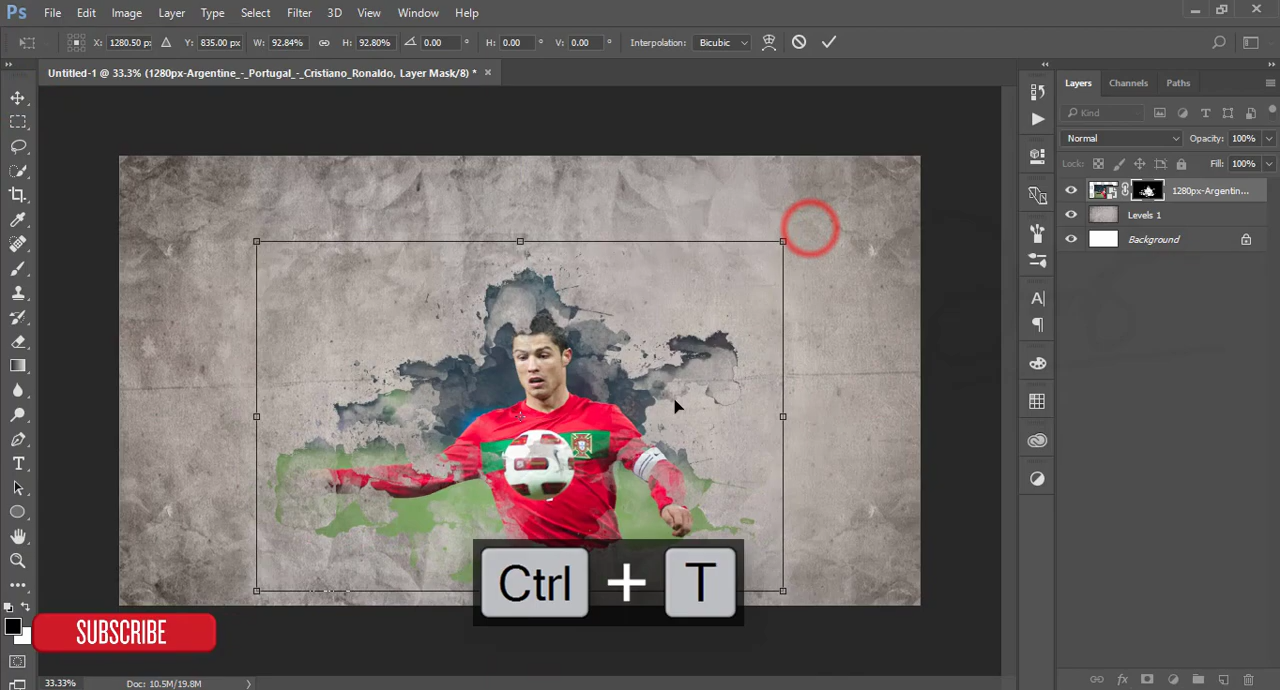 Ps File Edit Image Layer Type Select Filter 3D View Window Help
X: 1280.50 px Y: 835.00 px W: 92.84% H: 92.80% 0.00 ° H: 0.00 ° V: 0.00 ° Interpolation: Bicubic
Untitled-1 @ 33.3% (1280px-Argentine_-_Portugal_-_Cristiano_Ronaldo, Layer Mask/8) * ×
Layers Channels Paths
Kind
Normal Opacity: 100%
Lock: Fill: 100%
1280px-Argentin...
Levels 1
Background
Ctrl + T
SUBSCRIBE
33.33% Doc: 10.5M/19.8M